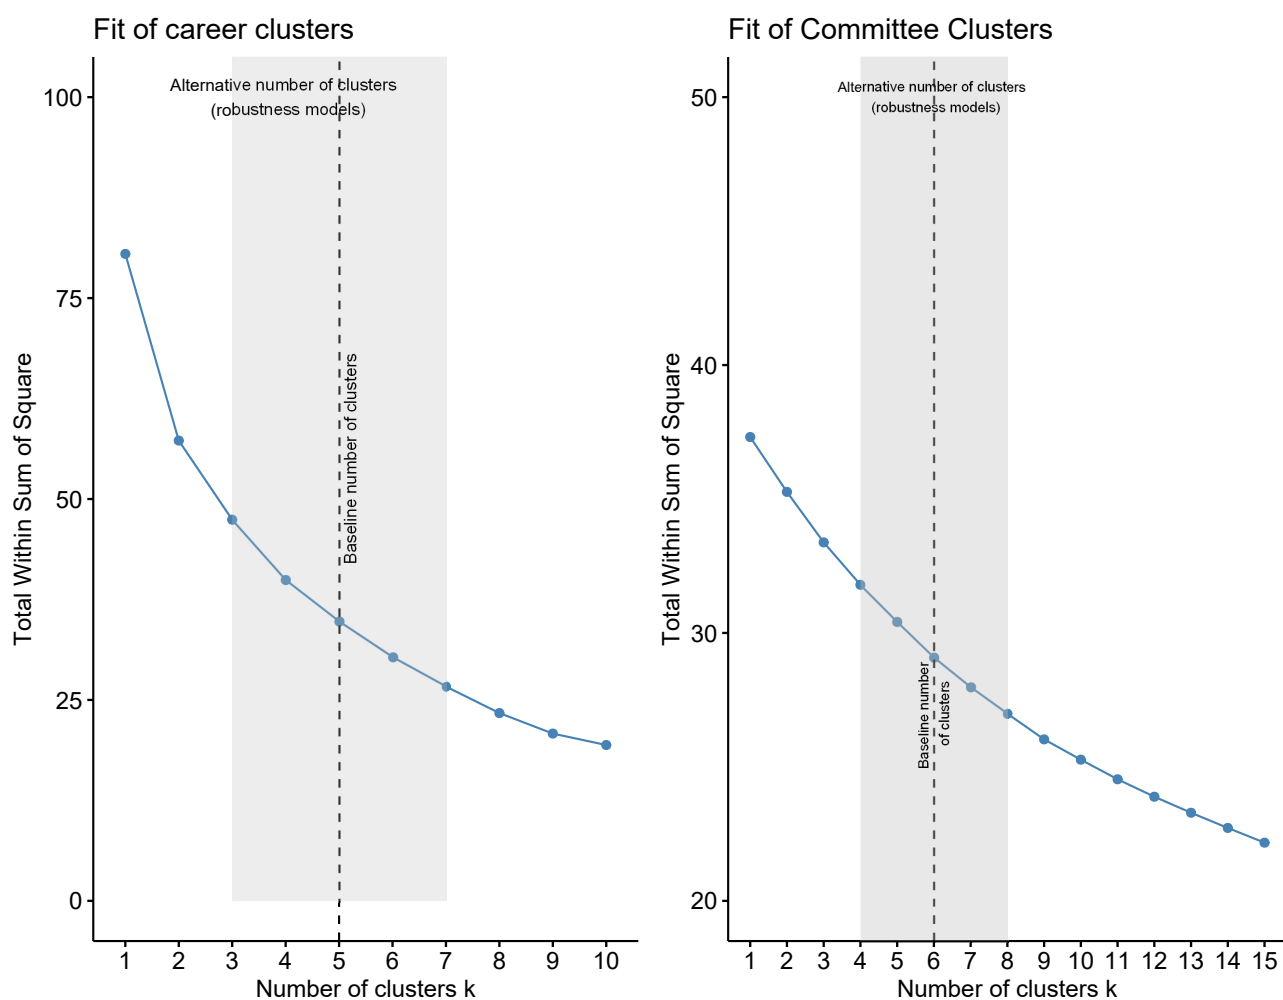 Fit of career clusters
Alternative number of clusters
(robustness models)
100
75
50
25
0
Total Within Sum of Square
Baseline number of clusters
1 2 3 4 5 6 7 8 9 10
Number of clusters k
Fit of Committee Clusters
Alternative number of clusters
(robustness models)
50
40
30
20
Total Within Sum of Square
Baseline number
of clusters
1 2 3 4 5 6 7 8 9 10 11 12 13 14 15
Number of clusters k